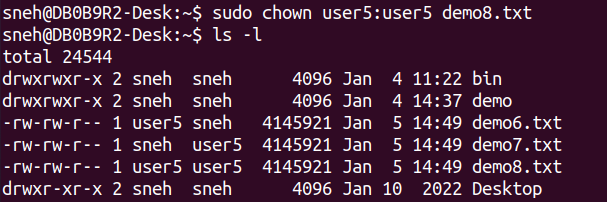 sneh@DB0B9R2-Desk:~$ sudo chown user5:user5 demo8.txt
sneh@DB0B9R2-Desk:~$ ls -l
total 24544
drwxrwxr-x 2 sneh  sneh     4096 Jan  4 11:22 bin
drwxrwxr-x 2 sneh  sneh     4096 Jan  4 14:37 demo
-rw-rw-r-- 1 user5 sneh  4145921 Jan  5 14:49 demo6.txt
-rw-rw-r-- 1 sneh  user5 4145921 Jan  5 14:49 demo7.txt
-rw-rw-r-- 1 user5 user5 4145921 Jan  5 14:49 demo8.txt
drwxr-xr-x 2 sneh  sneh     4096 Jan 10  2022 Desktop